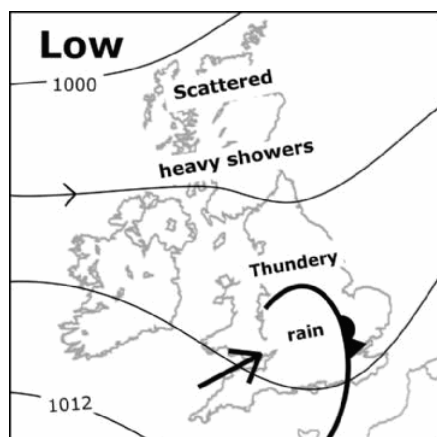 Low
1000
Scattered
heavy showers
Thundery
rain
1012